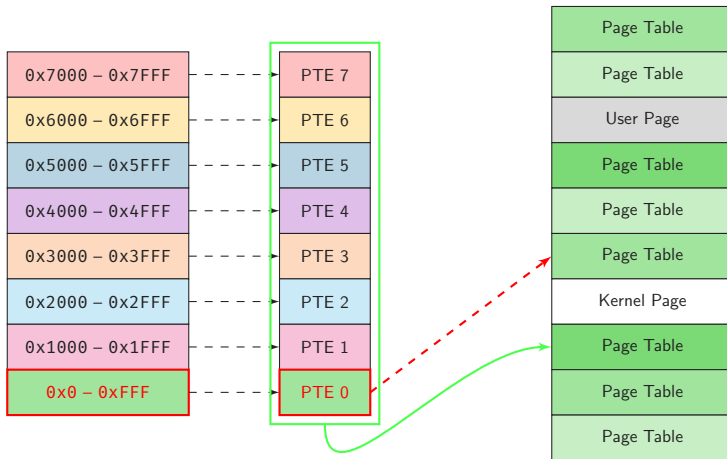 0x7000 – 0x7FFF
0x6000 – 0x6FFF
0x5000 – 0x5FFF
0x4000 – 0x4FFF
0x3000 – 0x3FFF
0x2000 – 0x2FFF
0x1000 – 0x1FFF
0x0 – 0xFFF
PTE 7
PTE 6
PTE 5
PTE 4
PTE 3
PTE 2
PTE 1
PTE 0
Page Table
Page Table
User Page
Page Table
Page Table
Page Table
Kernel Page
Page Table
Page Table
Page Table